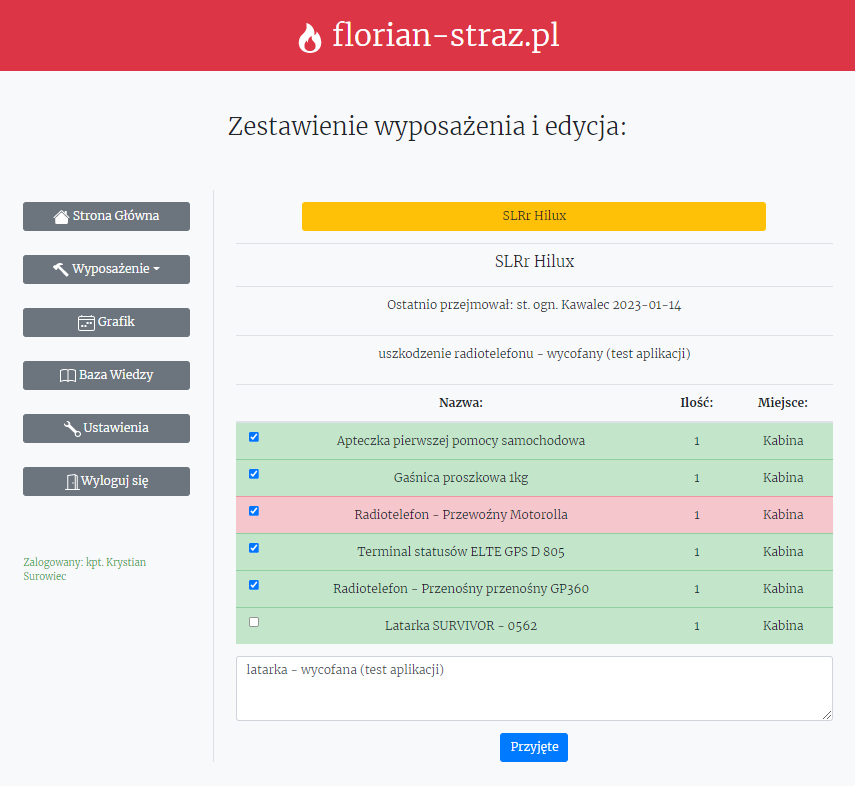 florian-straz.pl
Zestawienie wyposażenia i edycja:
Strona Główna
Wyposażenie
Grafik
Baza Wiedzy
Ustawienia
Wyloguj się
Zalogowany: kpt. Krystian
Surowiec
SLRr Hilux
SLRr Hilux
Ostatnio przejmował: st. ogn. Kawalec 2023-01-14
uszkodzenie radiotelefonu - wycofany (test aplikacji)
Nazwa: Ilość: Miejsce:
Apteczka pierwszej pomocy samochodowa 1 Kabina
Gaśnica proszkowa 1kg 1 Kabina
Radiotelefon - Przewoźny Motorolla 1 Kabina
Terminal statusów ELTE GPS D 805 1 Kabina
Radiotelefon - Przenośny przenośny GP360 1 Kabina
Latarka SURVIVOR - 0562 1 Kabina
latarka - wycofana (test aplikacji)
Przyjęte